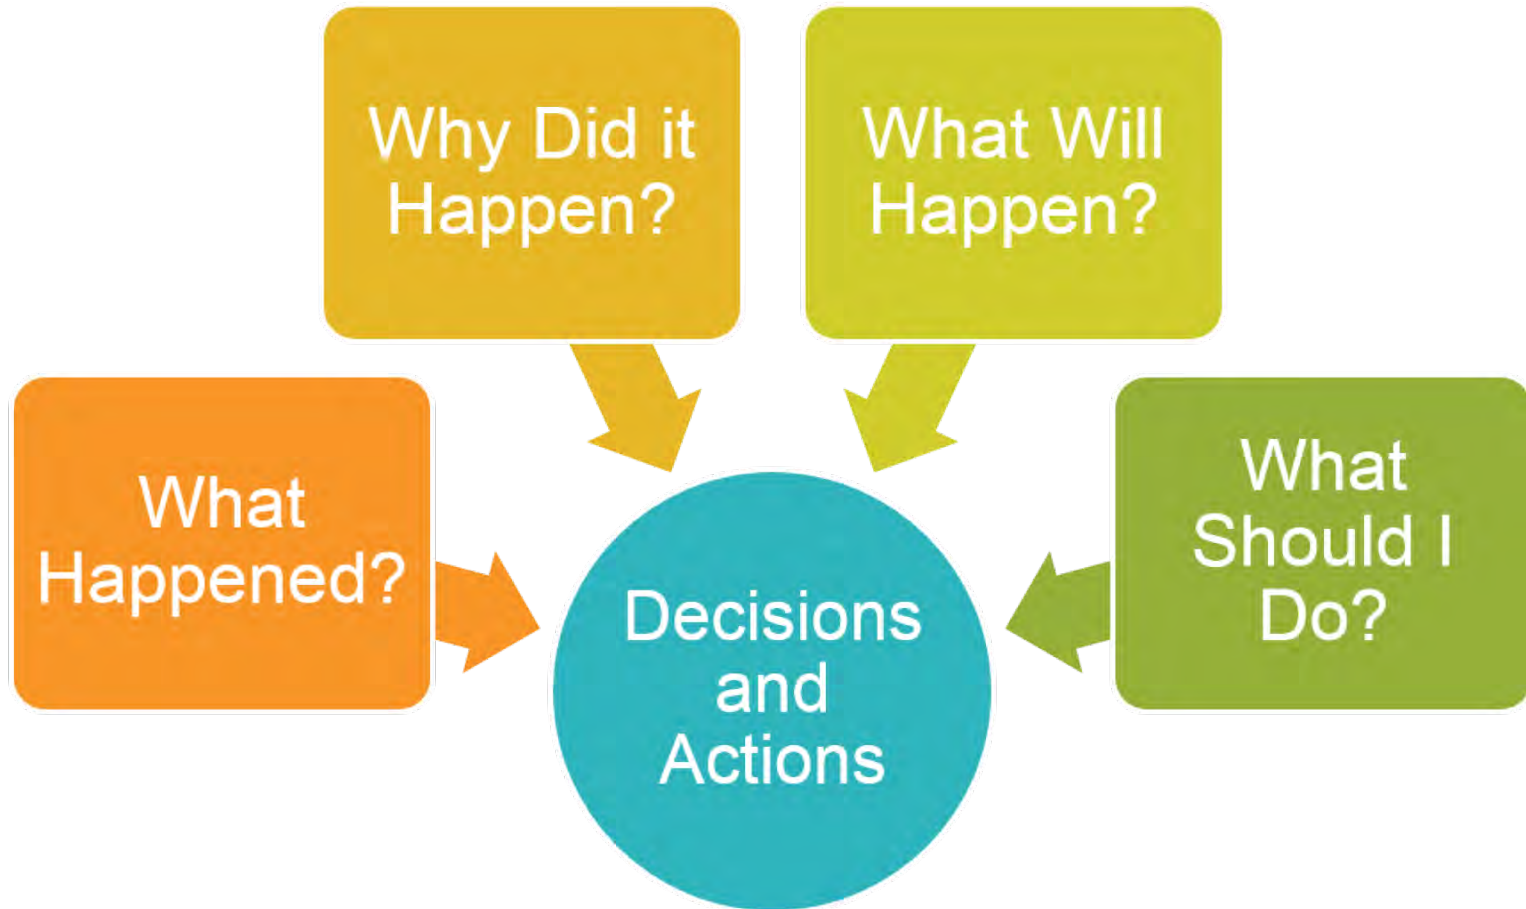 Why Did it
Happen?
What Will
Happen?
What
Happened?
What
Should I
Do?
Decisions
and
Actions